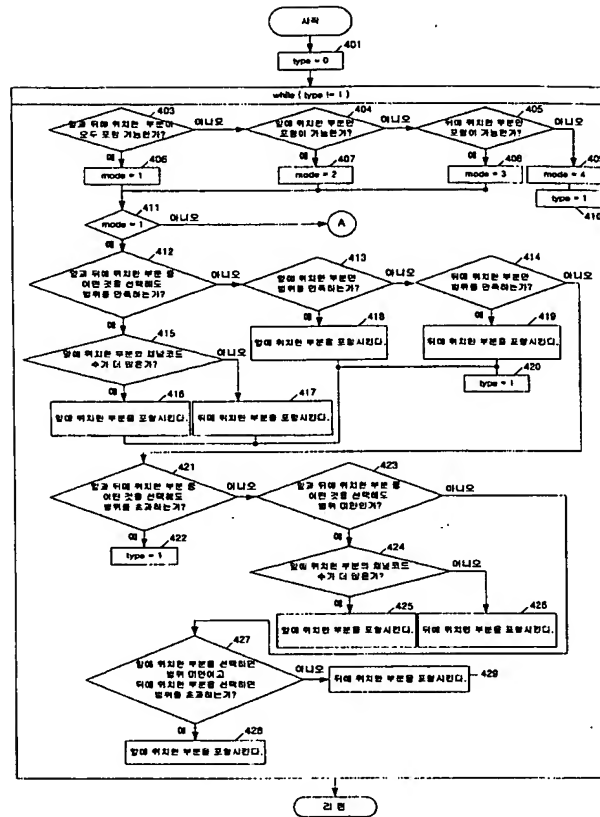 시작
401
type = 0
while ( type != 1 )
403
앞과 뒤에 위치한 부분이
모두 포함 가능한가?
아니오
404
앞에 위치한 부분만
포함이 가능한가?
아니오
405
뒤에 위치한 부분만
포함이 가능한가?
아니오
예
406
mode = 1
예
407
mode = 2
예
408
mode = 3
409
mode = 4
type = 1
410
411
mode = 1
아니오
A
예
412
앞과 뒤에 위치한 부분 중
어떤 것을 선택해도
범위를 만족하는가?
아니오
413
앞에 위치한 부분만
범위를 만족하는가?
아니오
414
뒤에 위치한 부분만
범위를 만족하는가?
아니오
예
415
앞에 위치한 부분의 채널코드
수가 더 많은가?
아니오
예
418
앞에 위치한 부분을 포함시킨다.
예
419
뒤에 위치한 부분을 포함시킨다.
420
type = 1
예
416
앞에 위치한 부분을 포함시킨다.
417
뒤에 위치한 부분을 포함시킨다.
421
앞과 뒤에 위치한 부분 중
어떤 것을 선택해도
범위를 초과하는가?
아니오
423
앞과 뒤에 위치한 부분 중
어떤 것을 선택해도
범위 미만인가?
아니오
예
422
type = 1
예
424
앞에 위치한 부분의 채널코드
수가 더 많은가?
아니오
예
425
앞에 위치한 부분을 포함시킨다.
426
뒤에 위치한 부분을 포함시킨다.
427
앞에 위치한 부분을 선택하면
범위 미만이고
뒤에 위치한 부분을 선택하면
범위를 초과하는가?
아니오
429
뒤에 위치한 부분을 포함시킨다.
예
428
앞에 위치한 부분을 포함시킨다.
리턴